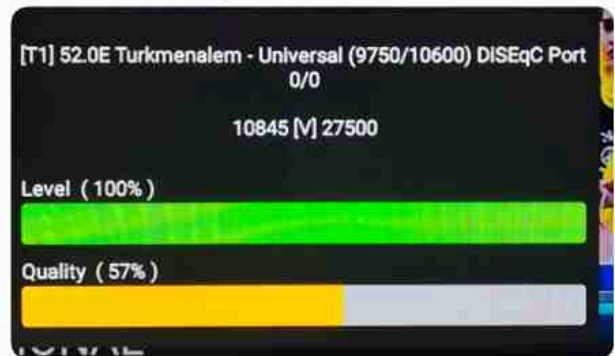 [T1] 52.0E Turkmenalem - Universal (9750/10600) DiSEqC Port
0/0
10845 [V] 27500
Level ( 100% )
Quality ( 57% )